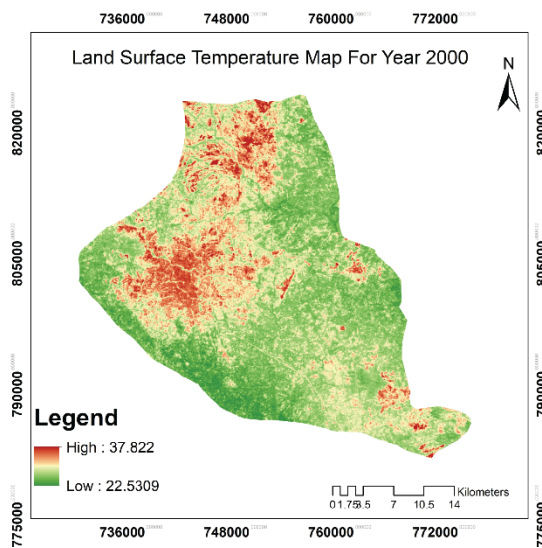 736000 748000 760000 772000
Land Surface Temperature Map For Year 2000
N
820000 820000
805000 805000
790000 790000
775000 775000
Legend
High : 37.822
Low : 22.5309
Kilometers
0 1.75 3.5 7 10.5 14
736000 748000 760000 772000